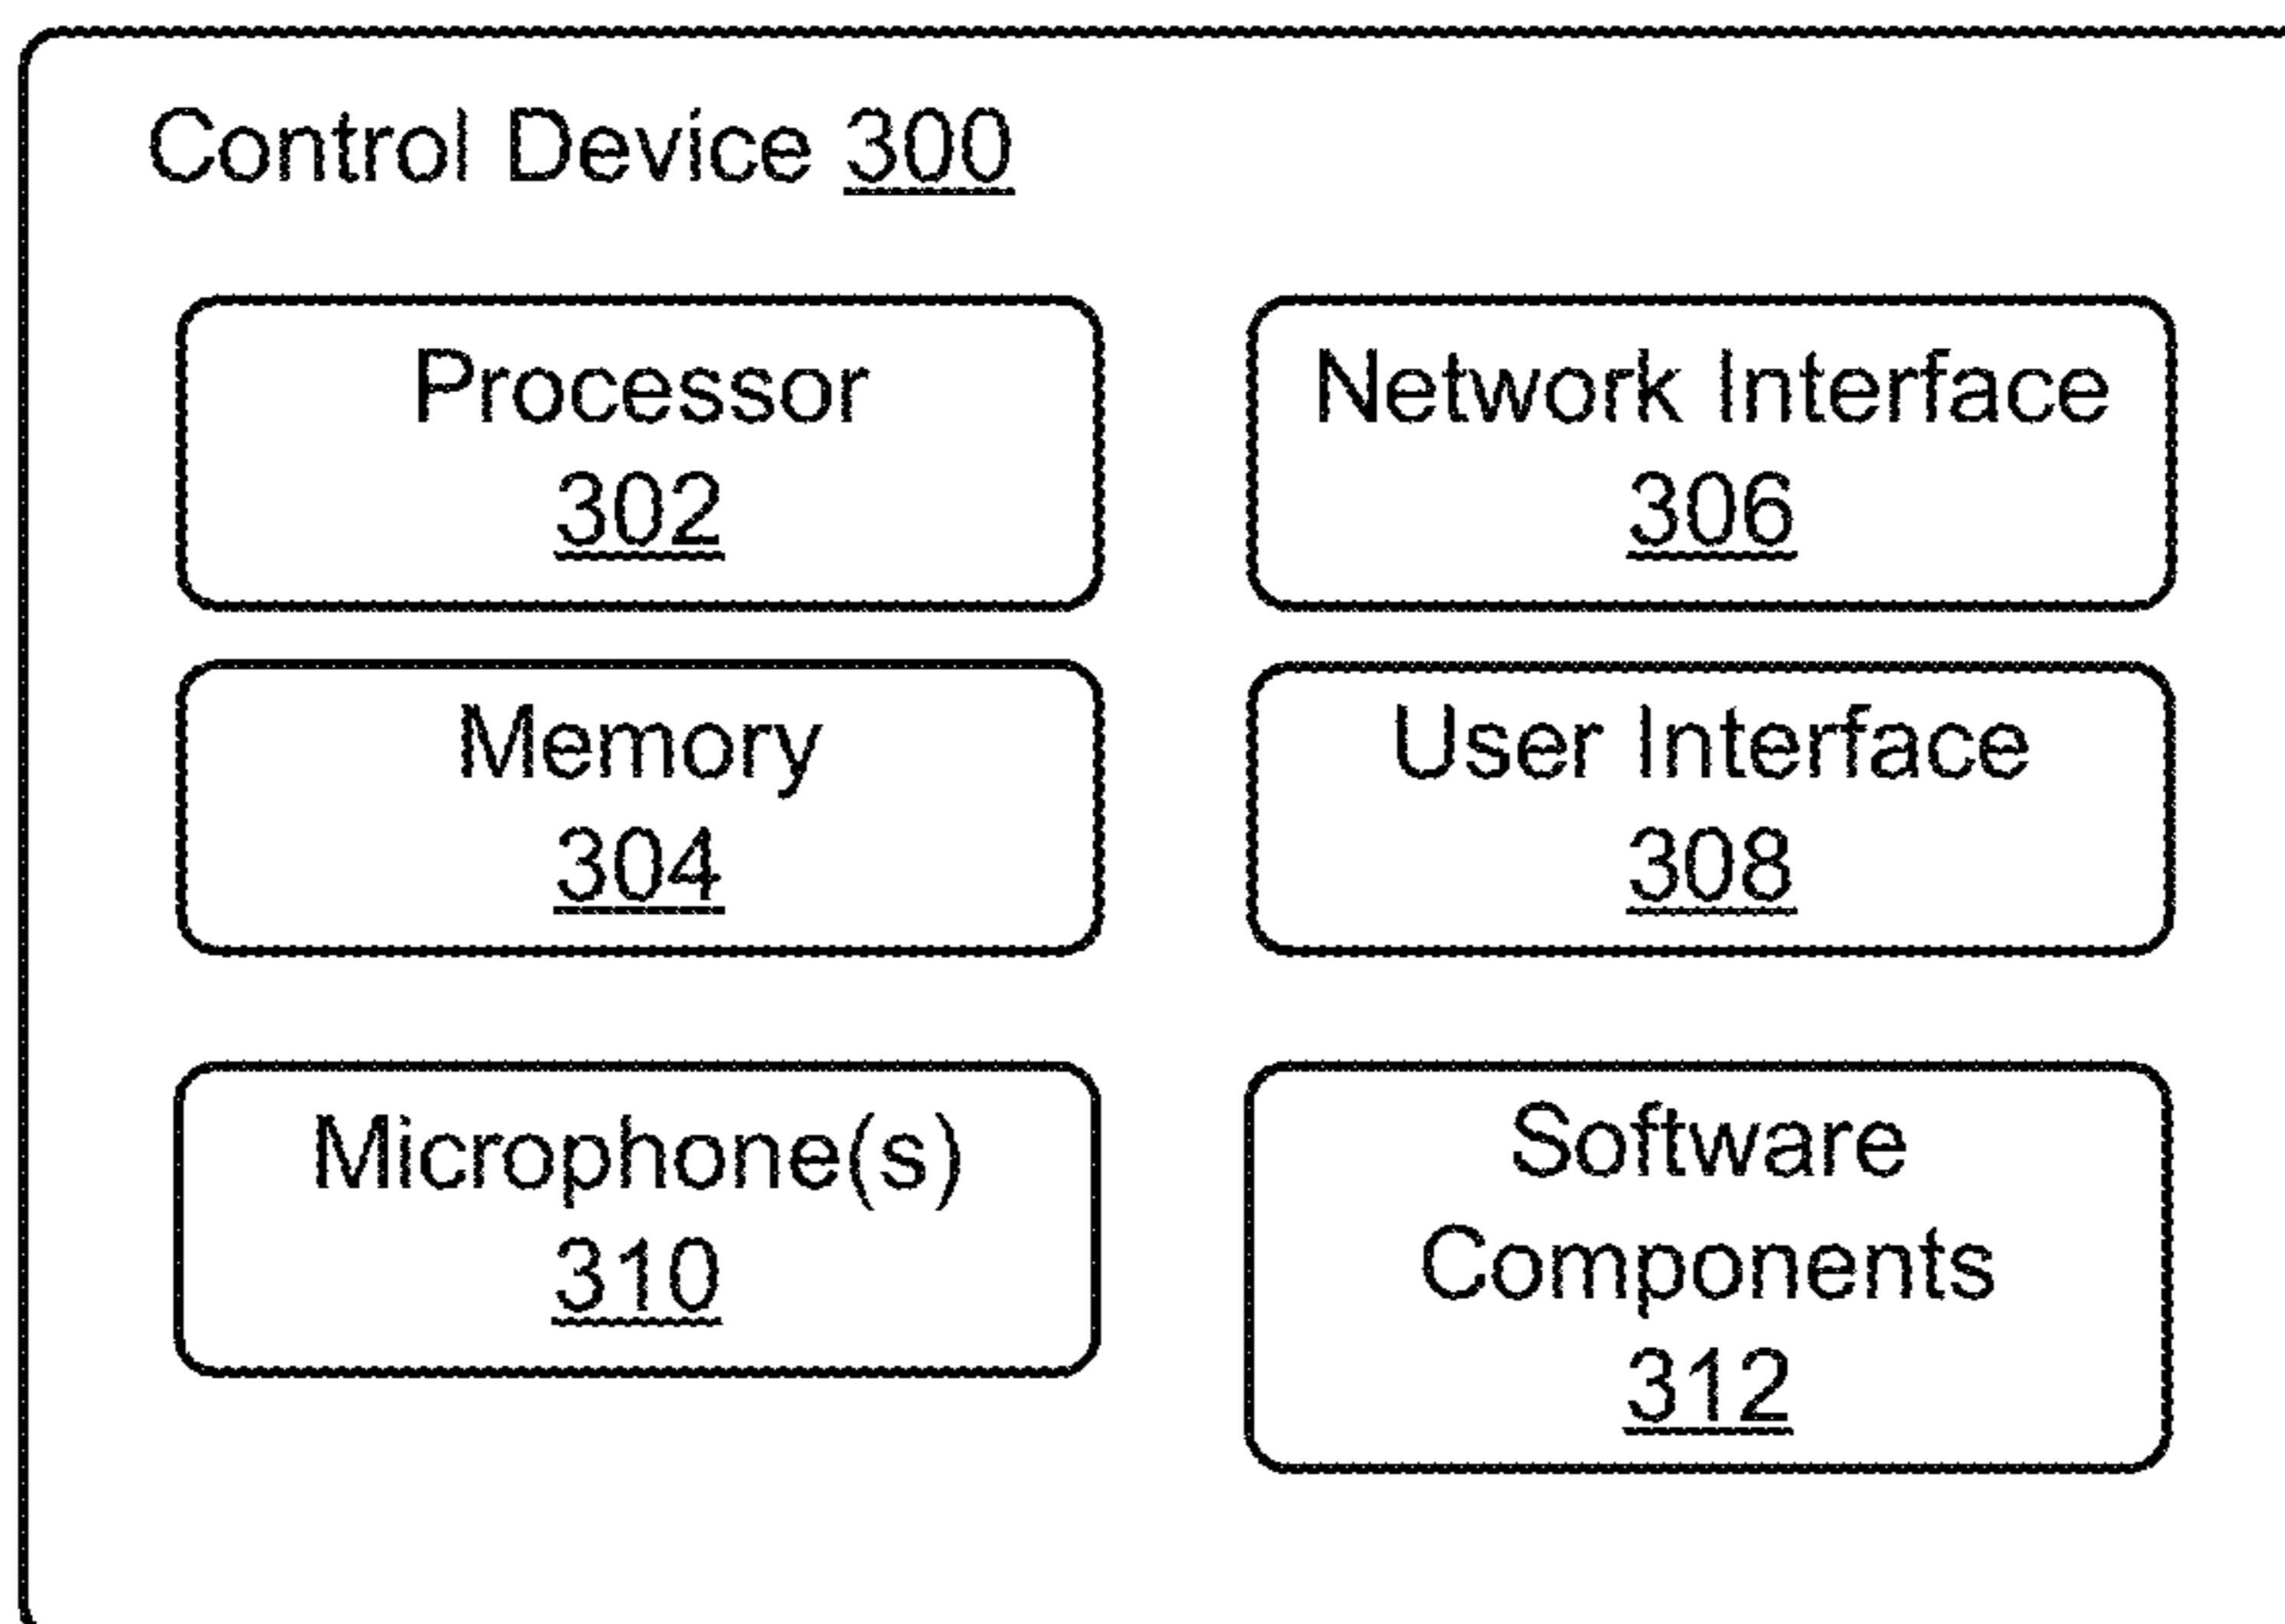 Control Device 300
Processor
302
Network Interface
306
Memory
304
User Interface
308
Microphone(s)
310
Software
Components
312